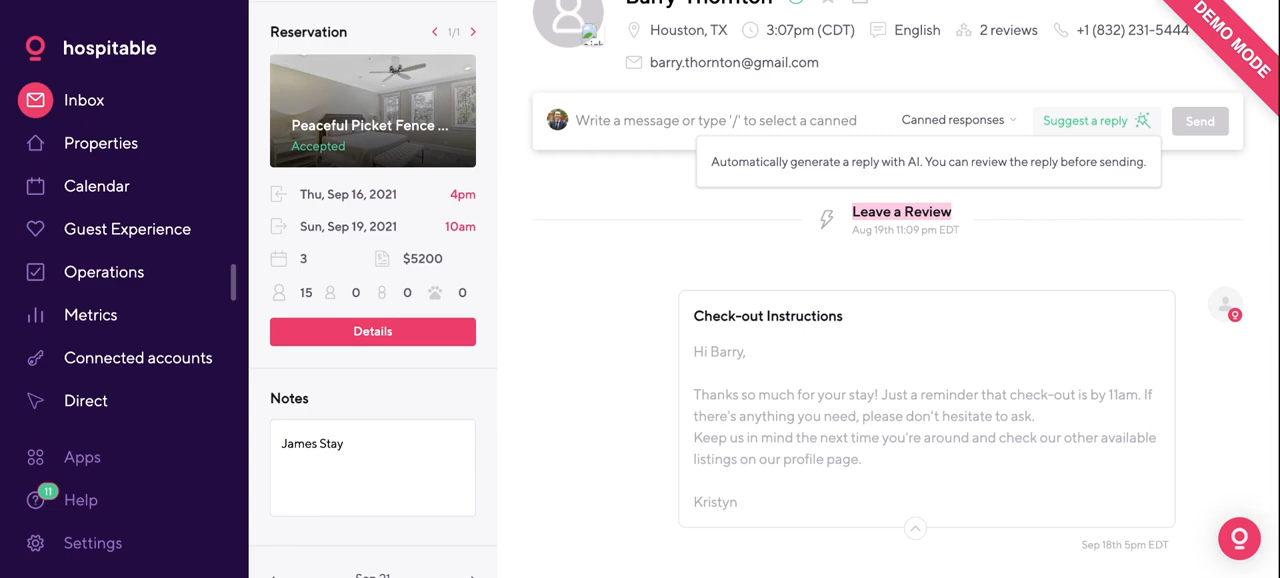 hospitable
Inbox
Properties
Calendar
Guest Experience
Operations
Metrics
Connected accounts
Direct
Apps
11
Help
Settings
Reservation
1/1
Peaceful Picket Fence ...
Accepted
Thu, Sep 16, 2021 4pm
Sun, Sep 19, 2021 10am
3 $5200
15 0 0 0
Details
Notes
James Stay
Sep 21
Barry Thornton
Houston, TX 3:07pm (CDT) English 2 reviews +1 (832) 231-5444
barry.thornton@gmail.com
DEMO MODE
Write a message or type '/' to select a canned
Canned responses
Suggest a reply
Send
Automatically generate a reply with AI. You can review the reply before sending.
Leave a Review
Aug 19th 11:09 pm EDT
Check-out Instructions
Hi Barry,
Thanks so much for your stay! Just a reminder that check-out is by 11am. If
there's anything you need, please don't hesitate to ask.
Keep us in mind the next time you're around and check our other available
listings on our profile page.
Kristyn
Sep 18th 5pm EDT